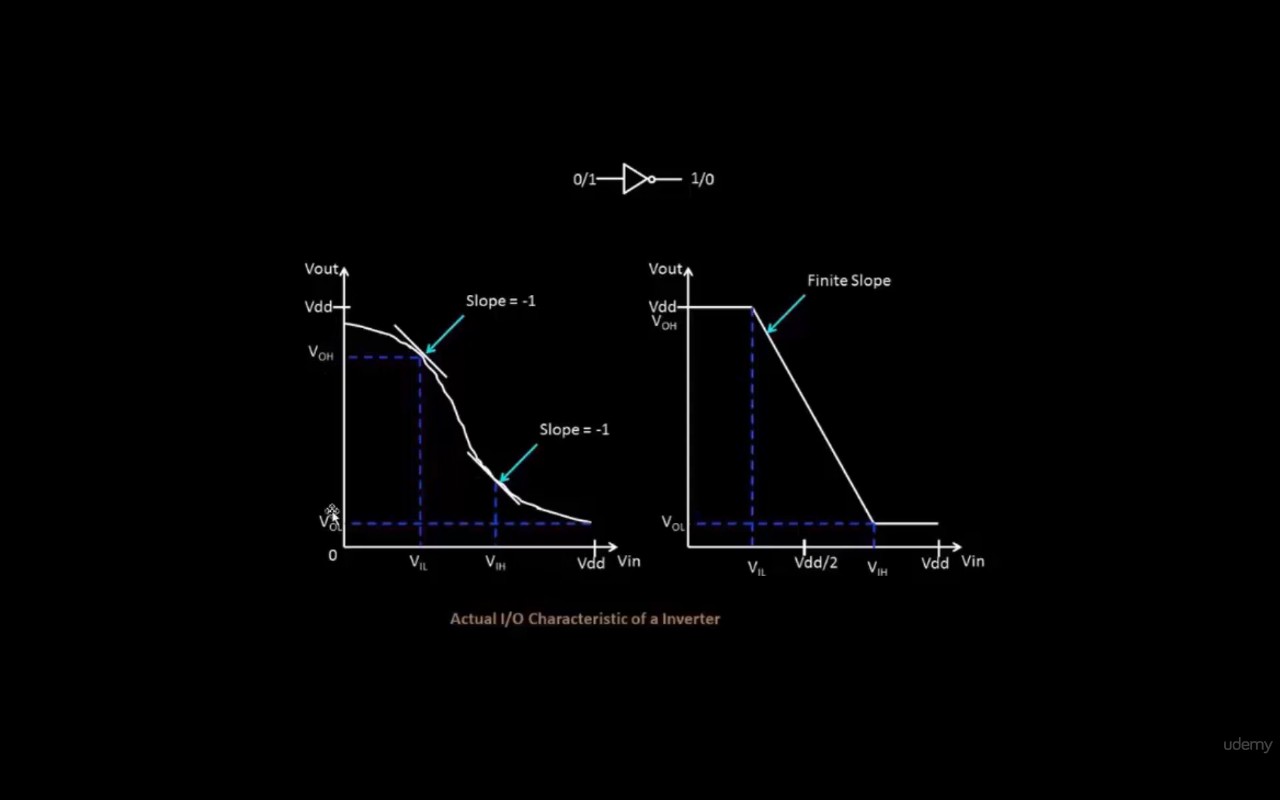 0/1 1/0
Vout
Vdd
VOH
Slope = -1
Slope = -1
VOL
0
VIL VIH Vdd Vin
Vout
Vdd
VOH
Finite Slope
VOL
VIL Vdd/2 VIH Vdd Vin
Actual I/O Characteristic of a Inverter
udemy